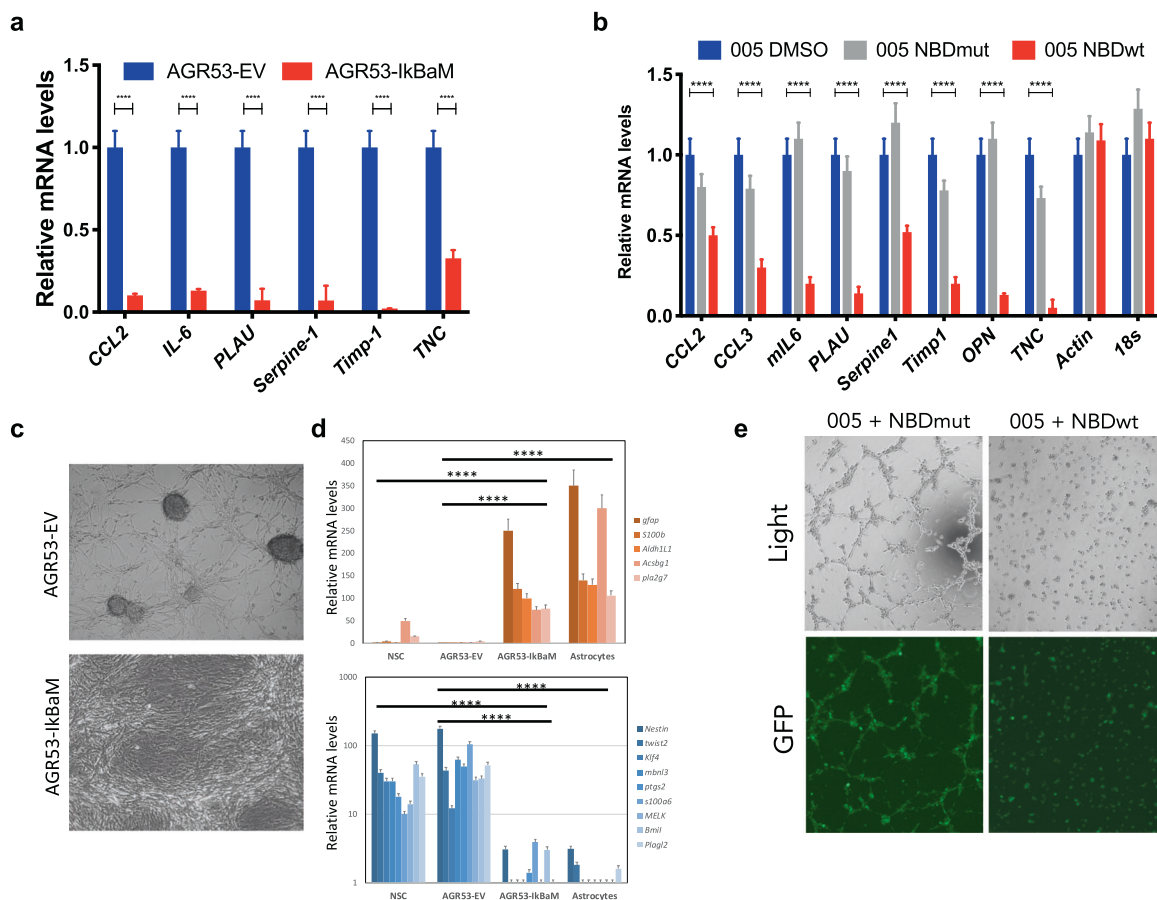 a
AGR53-EV AGR53-IkBaM
Relative mRNA levels
1.5
1.0
0.5
0.0
**** **** **** **** **** ****
CCL2 IL-6 PLAU Serpine-1 Timp-1 TNC
b
005 DMSO 005 NBDmut 005 NBDwt
Relative mRNA levels
1.5
1.0
0.5
0.0
**** **** **** **** **** **** **** ****
CCL2 CCL3 mIL6 PLAU Serpine1 Timp1 OPN TNC Actin 18s
c
AGR53-EV
AGR53-IkBaM
d
Relative mRNA levels
450
400
350
300
250
200
150
100
50
0
****
****
****
gfap
S100b
Aldh1L1
Acsbg1
pla2g7
NSC AGR53-EV AGR53-IkBaM Astrocytes
Relative mRNA levels
1000
100
10
1
****
****
****
Nestin
twist2
Klf4
mbnl3
ptgs2
s100a6
MELK
Bmil
Plagl2
NSC AGR53-EV AGR53-IkBaM Astrocytes
e
005 + NBDmut 005 + NBDwt
Light
GFP